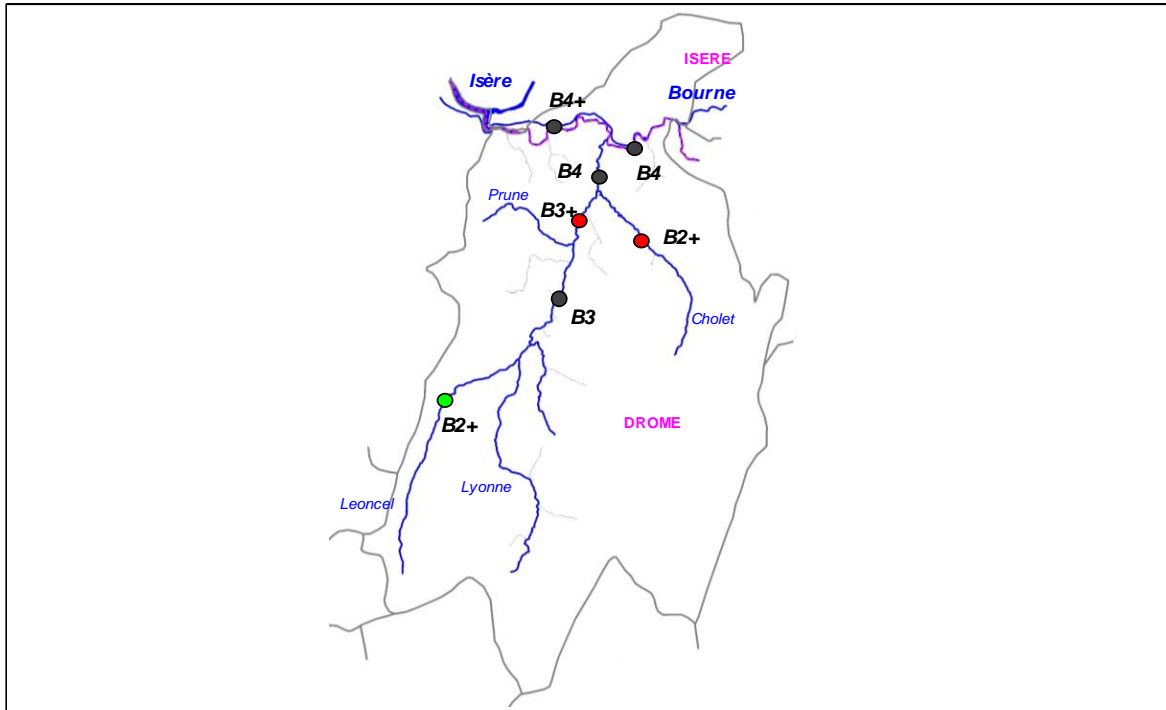 ISERE
Isère
Bourne
B4+
B4
B4
Prune
B3+
B2+
B3
Cholet
B2+
DROME
Lyonne
Leoncel